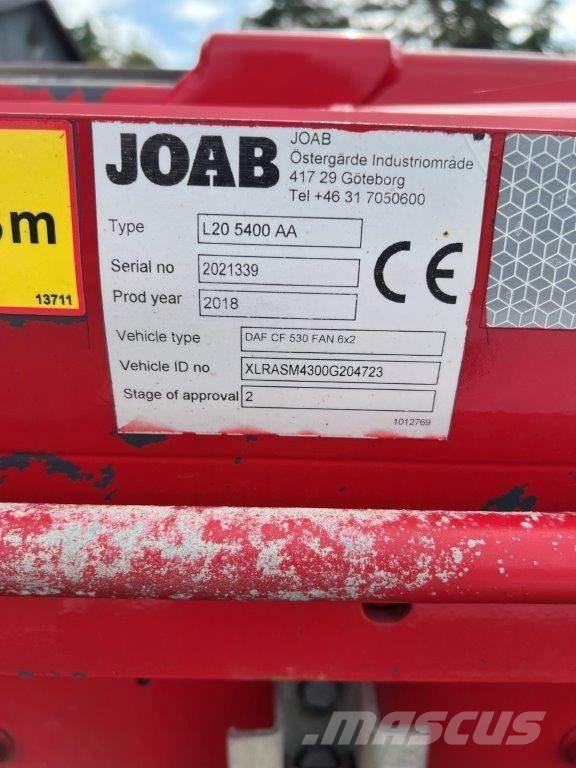 JOAB
JOAB
Östergärde Industriområde
417 29 Göteborg
Tel +46 31 7050600
Type L20 5400 AA
Serial no 2021339
Prod year 2018
Vehicle type DAF CF 530 FAN 6x2
Vehicle ID no XLRASM4300G204723
Stage of approval 2
1012769
CE
m
13711
mascus